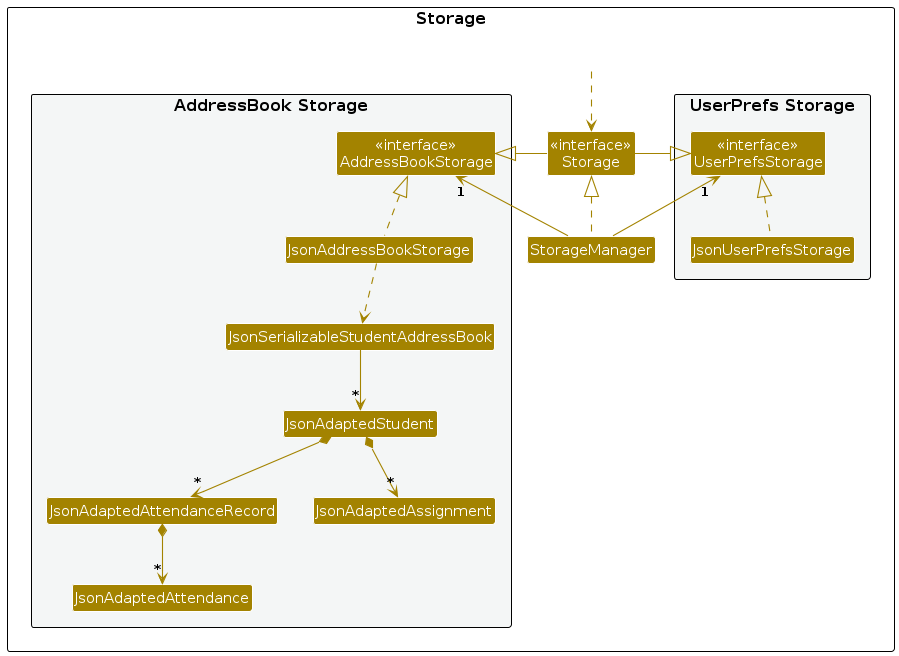 Storage
AddressBook Storage
UserPrefs Storage
«interface»
AddressBookStorage
«interface»
Storage
«interface»
UserPrefsStorage
1
1
JsonAddressBookStorage
StorageManager
JsonUserPrefsStorage
JsonSerializableStudentAddressBook
*
JsonAdaptedStudent
*
*
JsonAdaptedAttendanceRecord
JsonAdaptedAssignment
*
JsonAdaptedAttendance